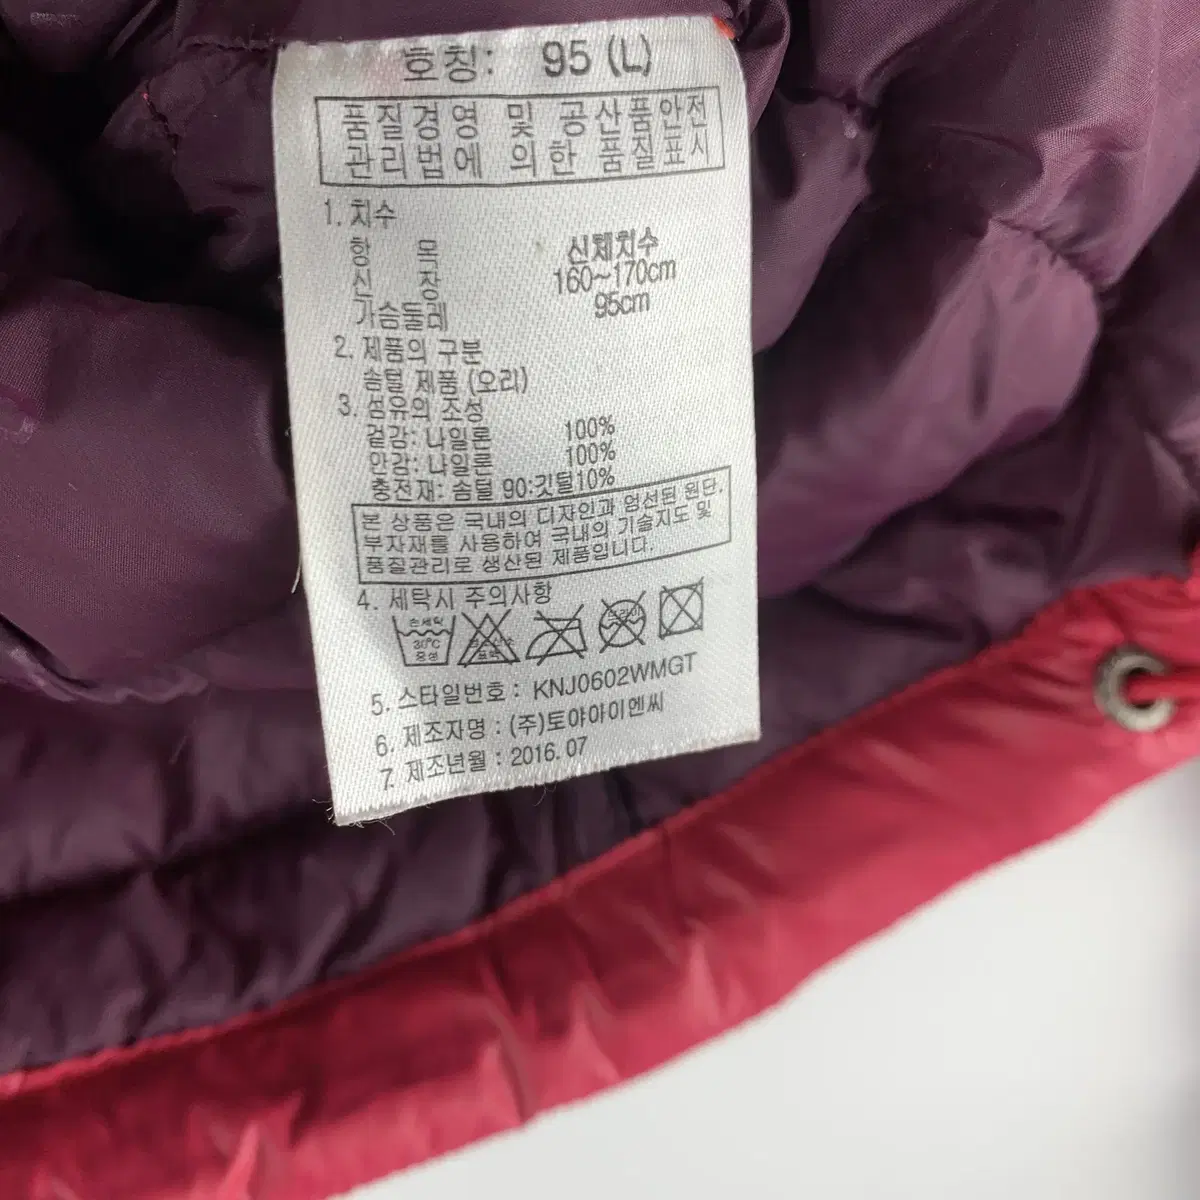 호칭: 95 (L)
품질경영 및 공산품안전
관리법에 의한 품질표시
1. 치수
항 목 신체치수
신 장 160~170cm
가슴둘레 95cm
2. 제품의 구분
솜털 제품 (오리)
3. 섬유의 조성
겉감: 나일론 100%
안감: 나일론 100%
충전재: 솜털 90:깃털10%
본 상품은 국내의 디자인과 엄선된 원단.
부자재를 사용하여 국내의 기술지도 및
품질관리로 생산된 제품입니다.
4. 세탁시 주의사항
손세탁
30℃
중성
5. 스타일번호 : KNJ0602WMGT
6. 제조자명 : (주)토야아이엔씨
7. 제조년월 : 2016.07